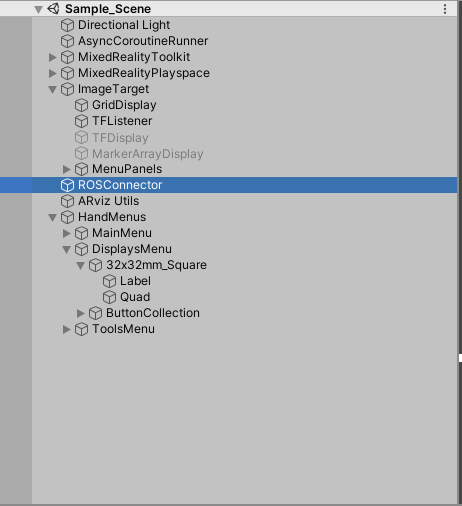 Sample_Scene
Directional Light
AsyncCoroutineRunner
MixedRealityToolkit
MixedRealityPlayspace
ImageTarget
GridDisplay
TFListener
TFDisplay
MarkerArrayDisplay
MenuPanels
ROSConnector
ARviz Utils
HandMenus
MainMenu
DisplaysMenu
32x32mm_Square
Label
Quad
ButtonCollection
ToolsMenu